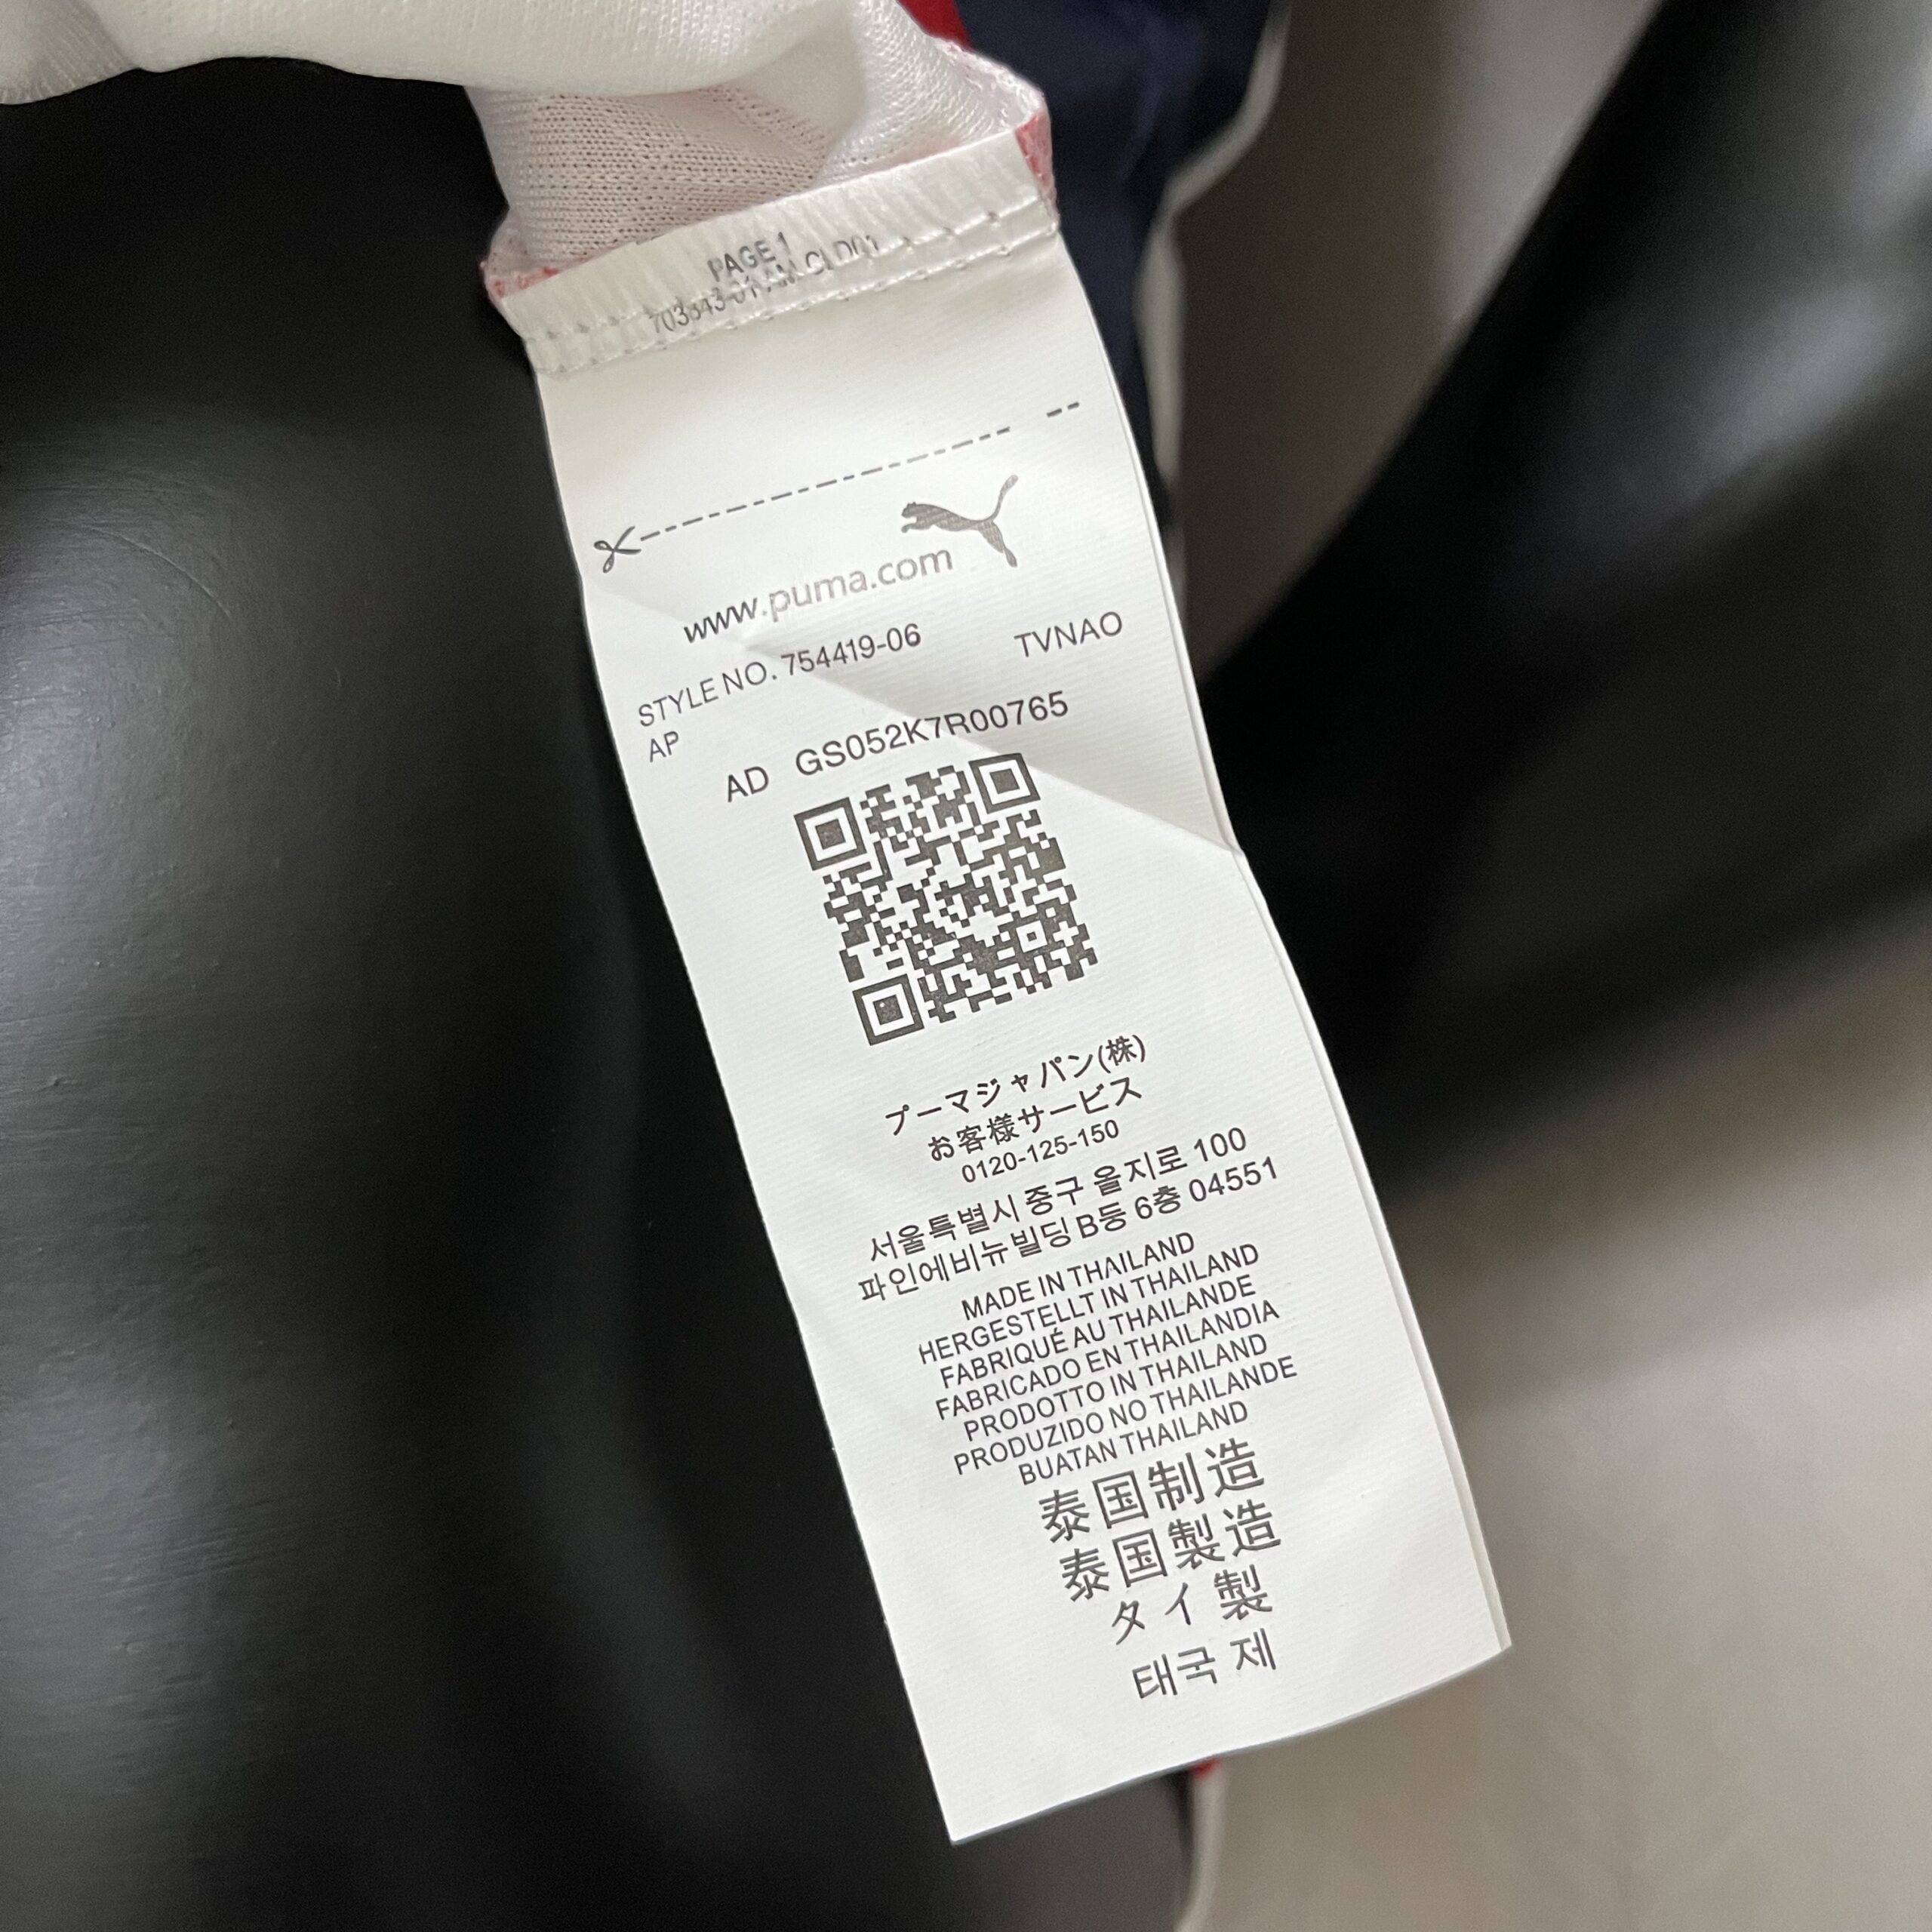 PAGE 1
www.puma.com
STYLE NO. 754419-06 TVNAO
AP
AD GS052K7R00765
プーマジャパン(株)
お客様サービス
0120-125-150
서울특별시 중구 을지로 100
파인에비뉴빌딩 B등 6층 04551
MADE IN THAILAND
HERGESTELLT IN THAILAND
FABRIQUÉ AU THAILANDE
FABRICADO EN THAILANDIA
PRODOTTO IN THAILAND
PRODUZIDO NO THAILANDE
BUATAN THAILAND
泰国制造
泰国製造
タイ製
태국 제